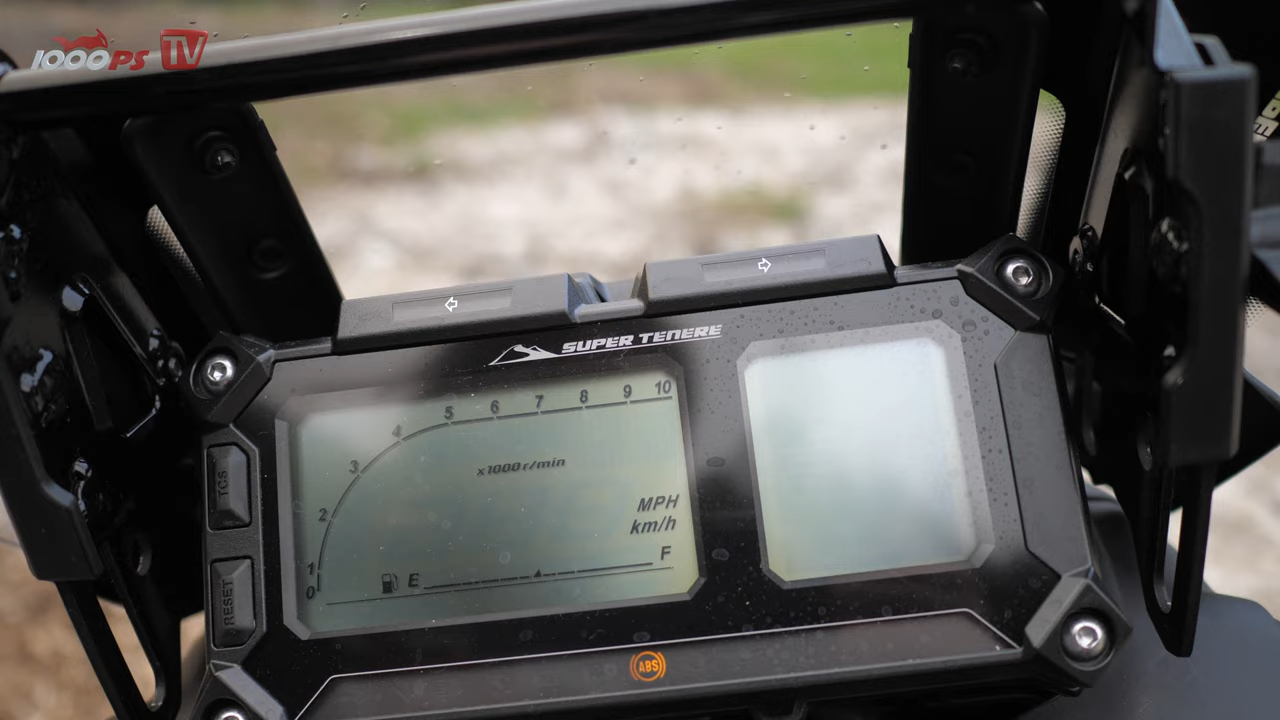 1000PS TV
SUPER TENERE
0 1 2 3 4 5 6 7 8 9 10
x1000 r/min
MPH
km/h
E F
TCS
RESET
ABS